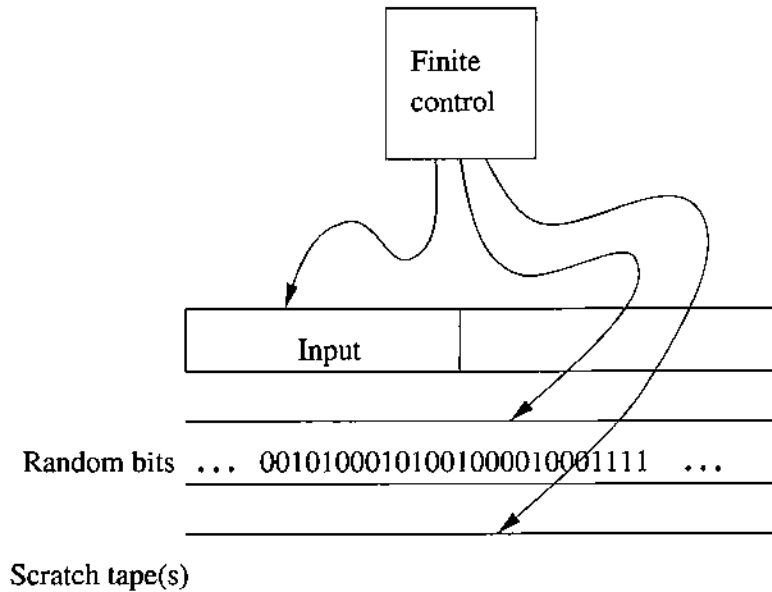 Finite
control
Input
Random bits ... 00101000101001000010001111 ...
Scratch tape(s)